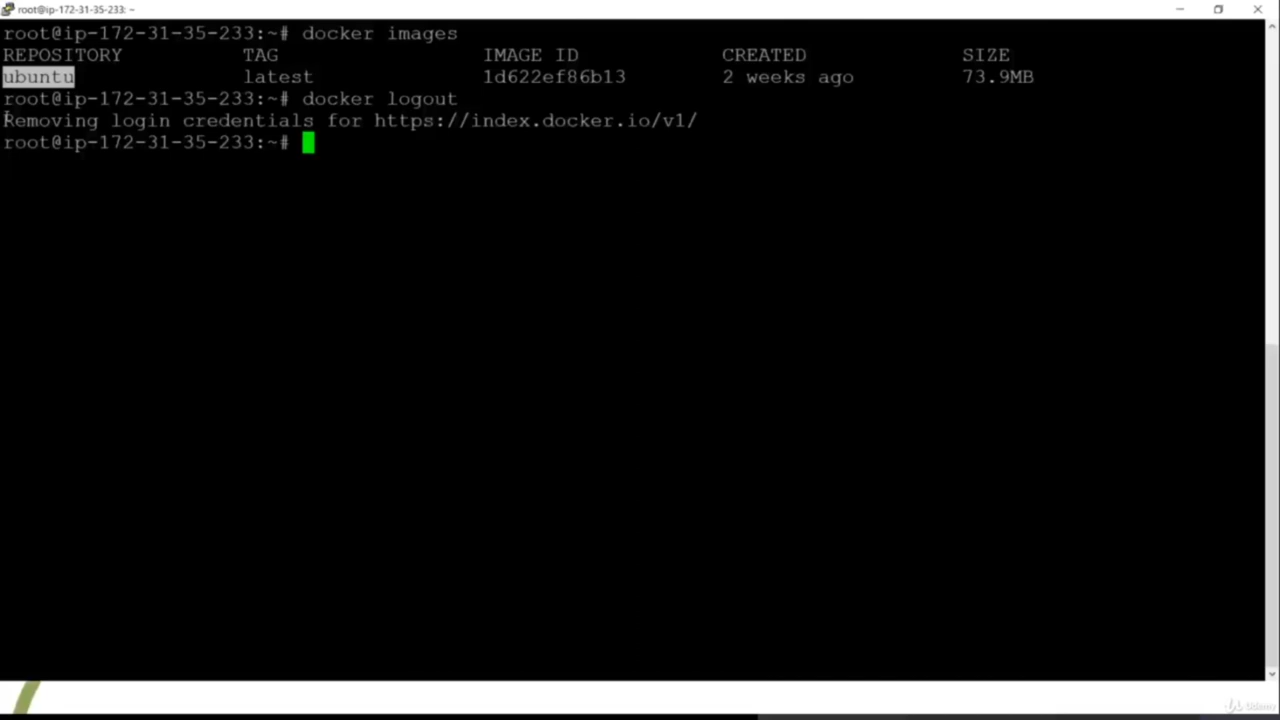 root@ip-172-31-35-233: ~
root@ip-172-31-35-233:~# docker images
REPOSITORY TAG IMAGE ID CREATED SIZE
ubuntu latest 1d622ef86b13 2 weeks ago 73.9MB
root@ip-172-31-35-233:~# docker logout
Removing login credentials for https://index.docker.io/v1/
root@ip-172-31-35-233:~#
Udemy